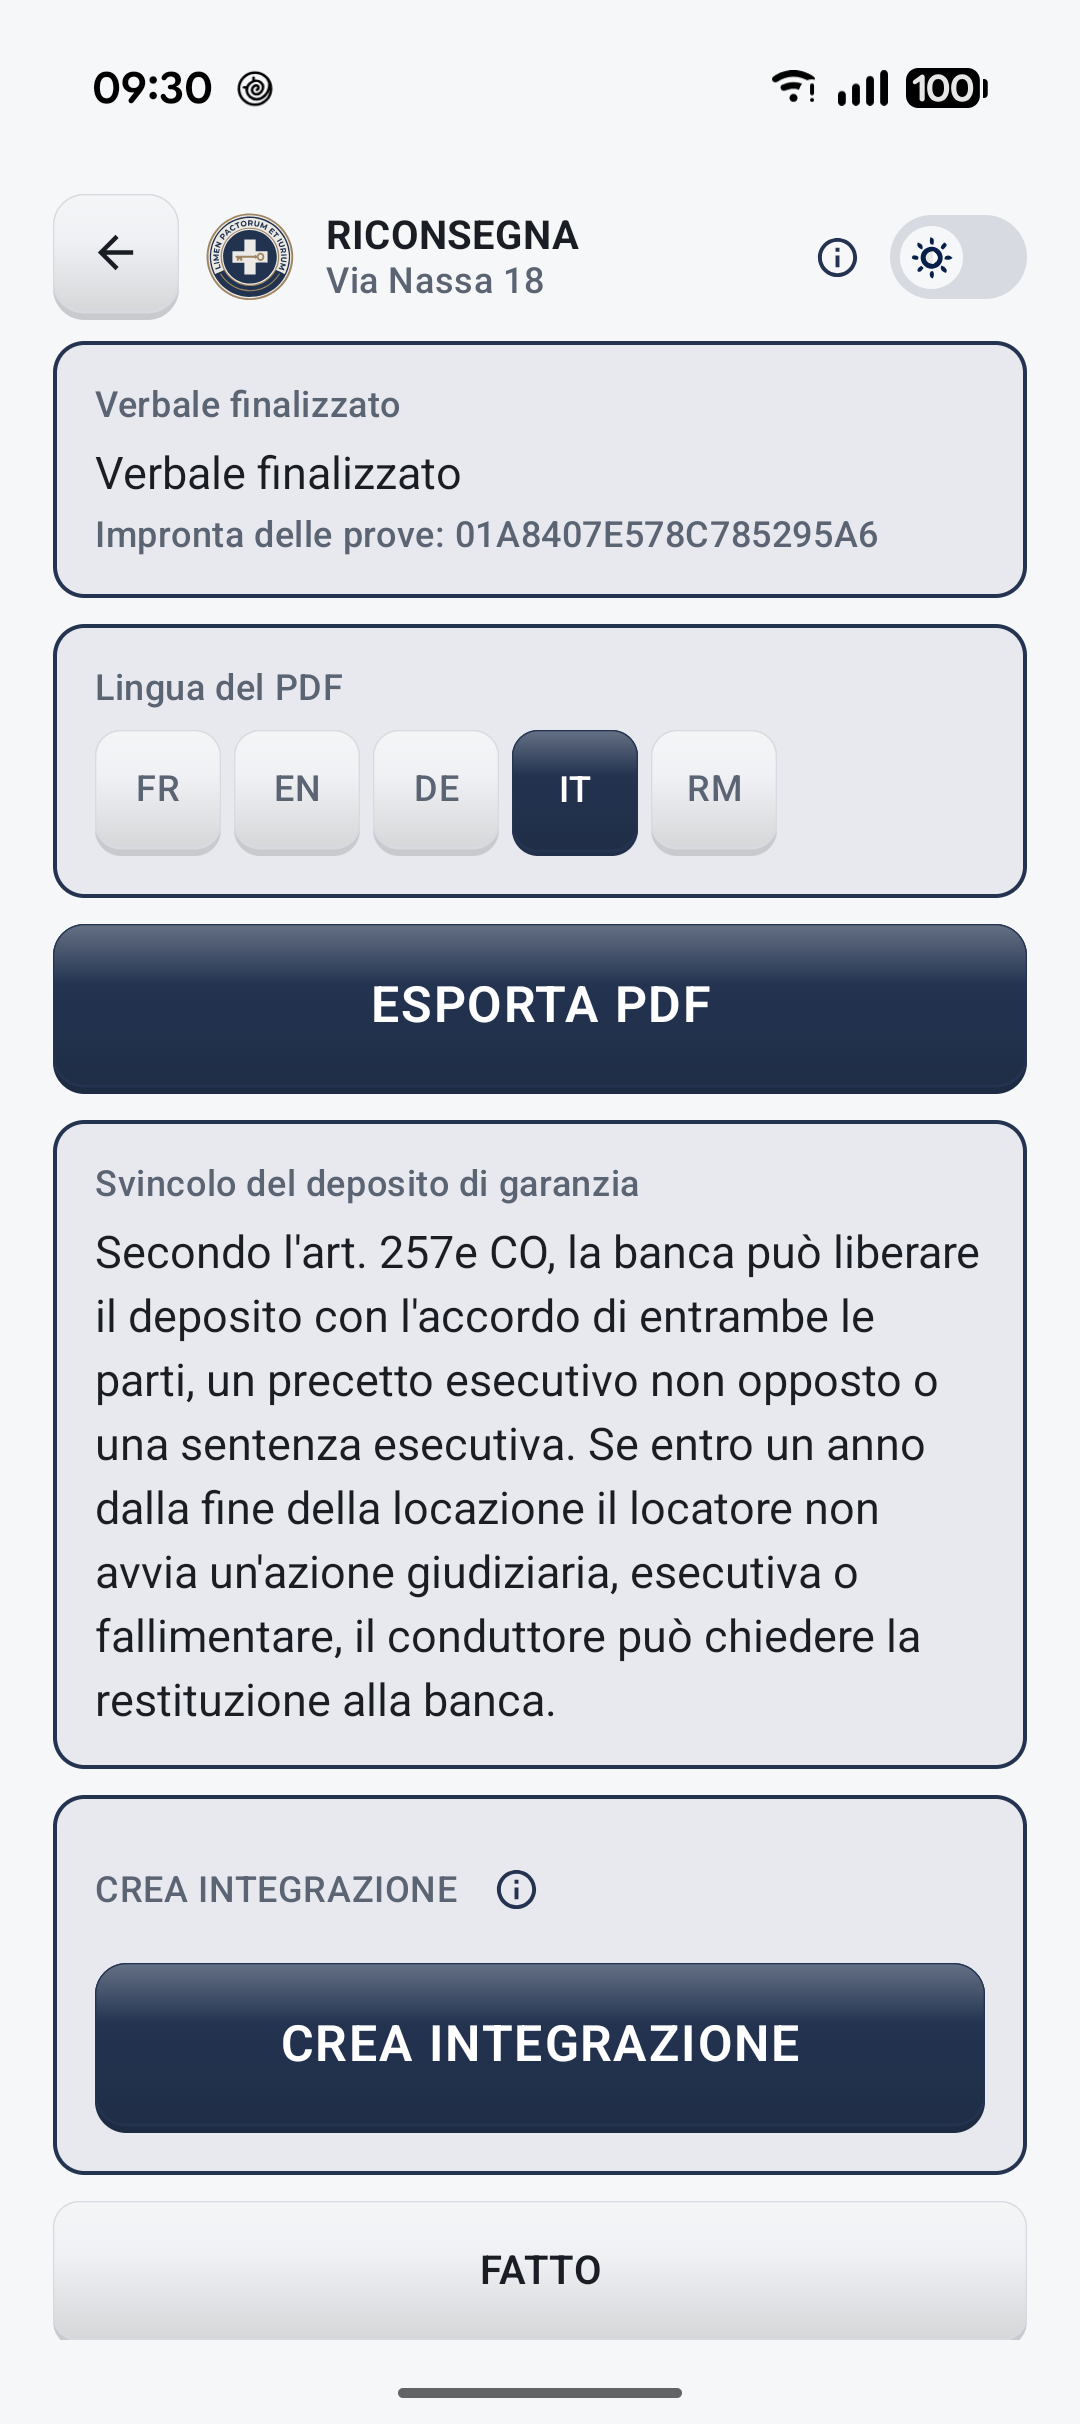 09:30
100
LIMEN PACTORUM ET IURIUM
RICONSEGNA
Via Nassa 18
Verbale finalizzato
Verbale finalizzato
Impronta delle prove: 01A8407E578C785295A6
Lingua del PDF
FR
EN
DE
IT
RM
ESPORTA PDF
Svincolo del deposito di garanzia
Secondo l'art. 257e CO, la banca può liberare
il deposito con l'accordo di entrambe le
parti, un precetto esecutivo non opposto o
una sentenza esecutiva. Se entro un anno
dalla fine della locazione il locatore non
avvia un'azione giudiziaria, esecutiva o
fallimentare, il conduttore può chiedere la
restituzione alla banca.
CREA INTEGRAZIONE
CREA INTEGRAZIONE
FATTO